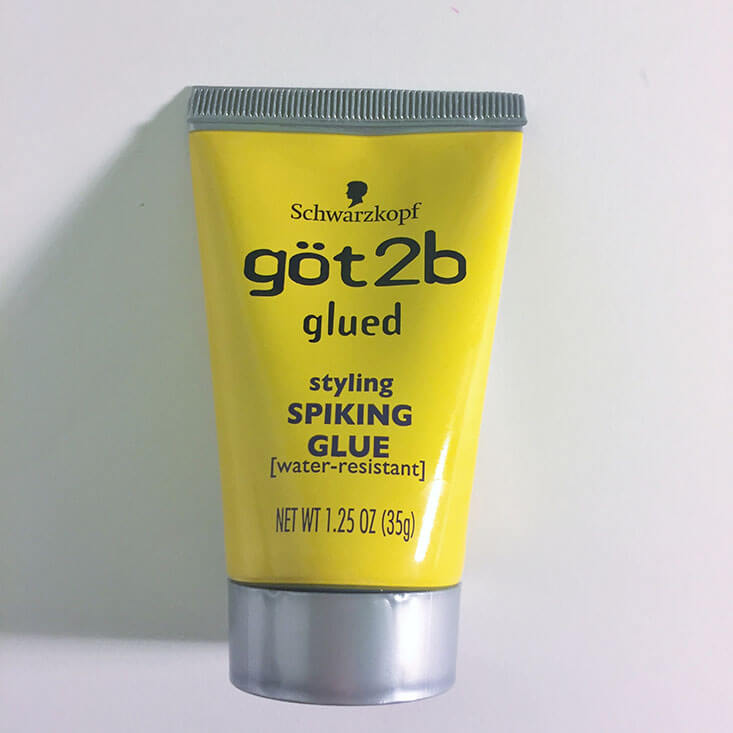 Schwarzkopf
göt2b
glued
styling
SPIKING
GLUE
[water-resistant]
NET WT 1.25 OZ (35g)